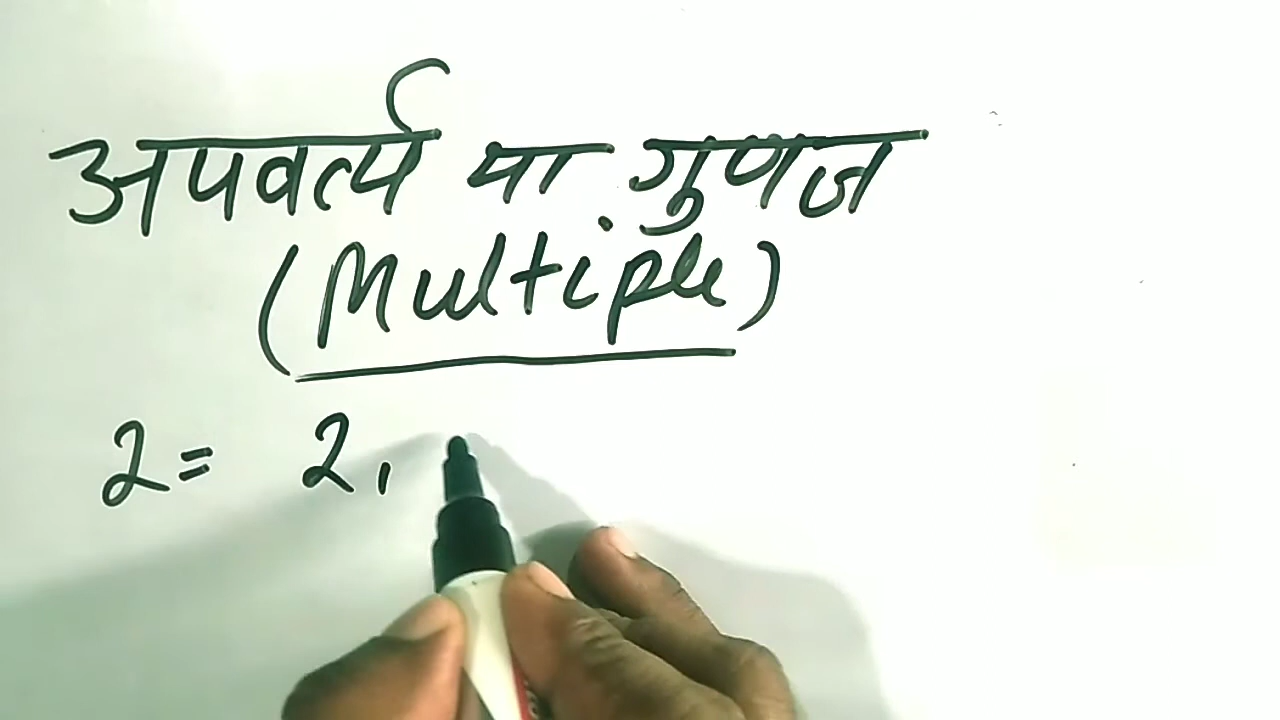 अपवर्त्य या गुणज
(Multiple)
2 = 2,